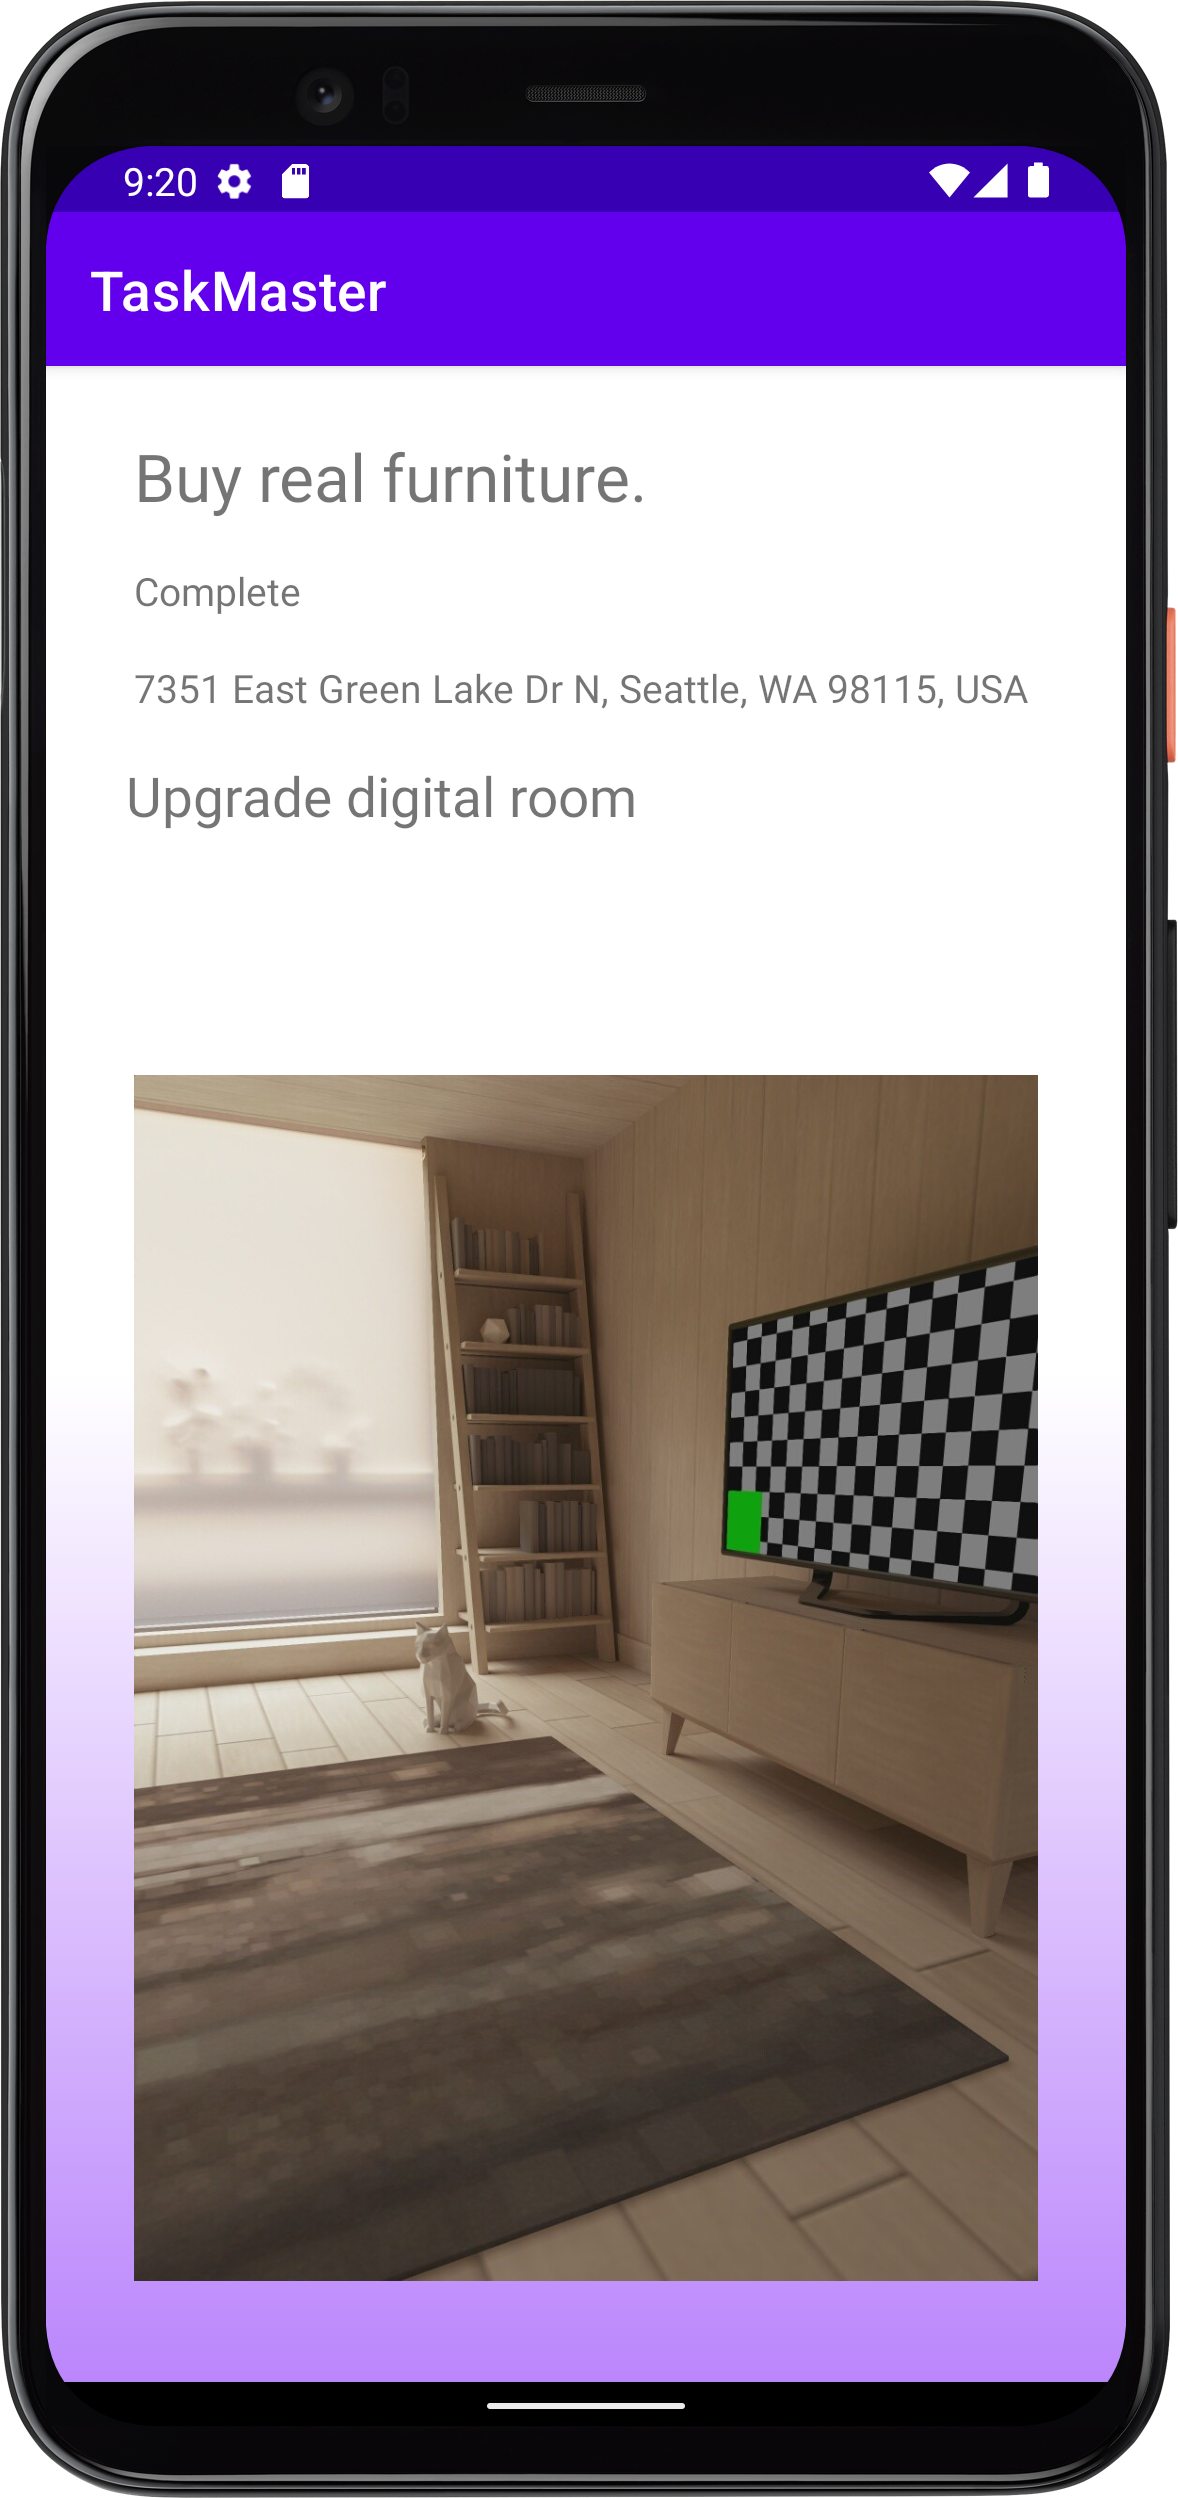 9:20
TaskMaster
Buy real furniture.
Complete
7351 East Green Lake Dr N, Seattle, WA 98115, USA
Upgrade digital room